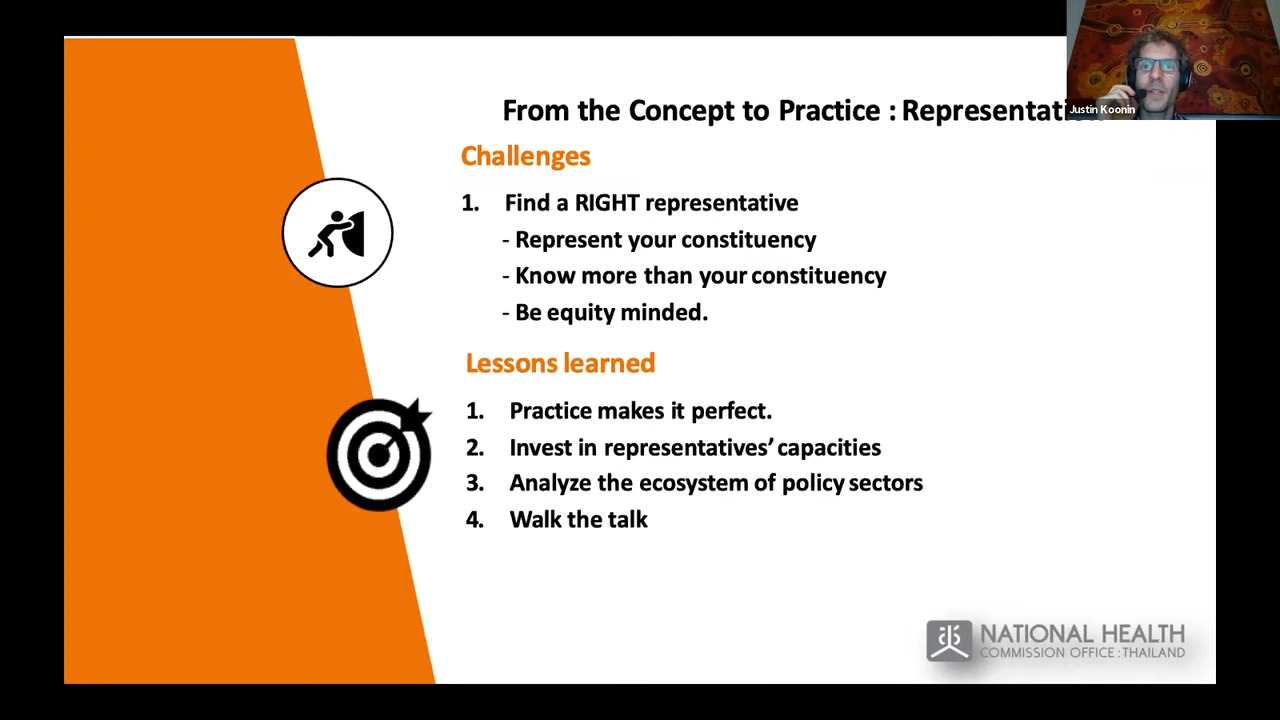 Justin Koonin
From the Concept to Practice : Representati
Challenges
1. Find a RIGHT representative
- Represent your constituency
- Know more than your constituency
- Be equity minded.
Lessons learned
1. Practice makes it perfect.
2. Invest in representatives’ capacities
3. Analyze the ecosystem of policy sectors
4. Walk the talk
NATIONAL HEALTH
COMMISSION OFFICE : THAILAND